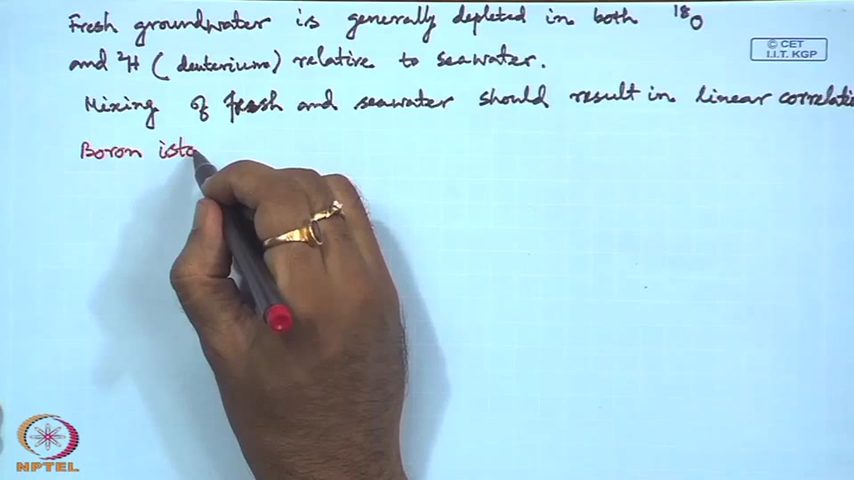 Fresh groundwater is generally depleted in both ¹⁸O
and ²H (deuterium) relative to seawater.
Mixing of fresh and seawater should result in linear correlati
Boron isto
© CET
I.I.T. KGP
NPTEL